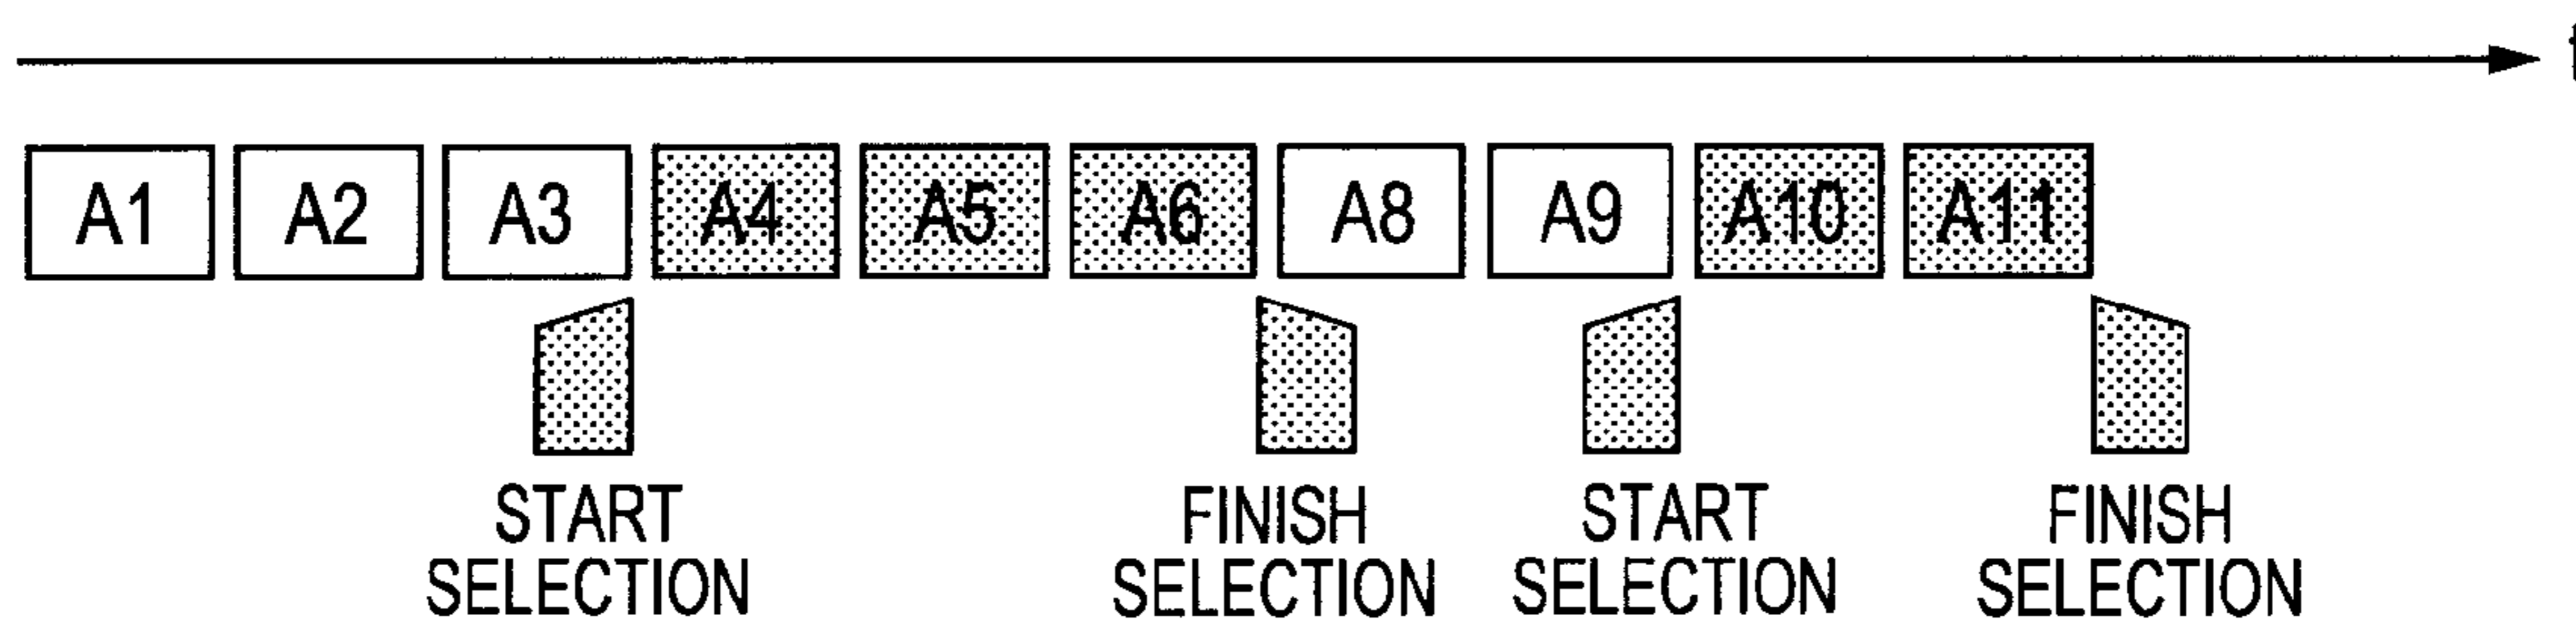 t
A1 A2 A3 A4 A5 A6 A8 A9 A10 A11
START FINISH START FINISH
SELECTION SELECTION SELECTION SELECTION